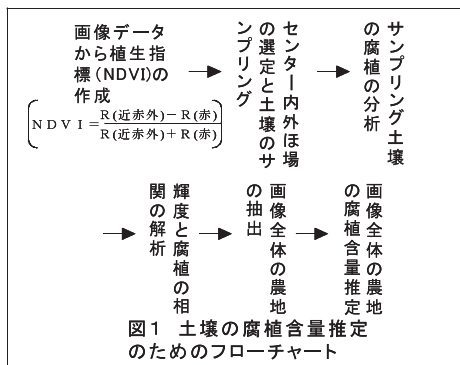 画像データ
から植生指
標(NDVI)の
作成
NDVI=R(近赤外)−R(赤)
R(近赤外)+R(赤)
センター内外ほ場
の選定と土壌のサ
ンプリング
サンプリング土壌
の腐植の分析
輝度と腐植の相
関の解析
画像全体の農地
の抽出
画像全体の農地
の腐植含量推定
図1 土壌の腐植含量推定
のためのフローチャート